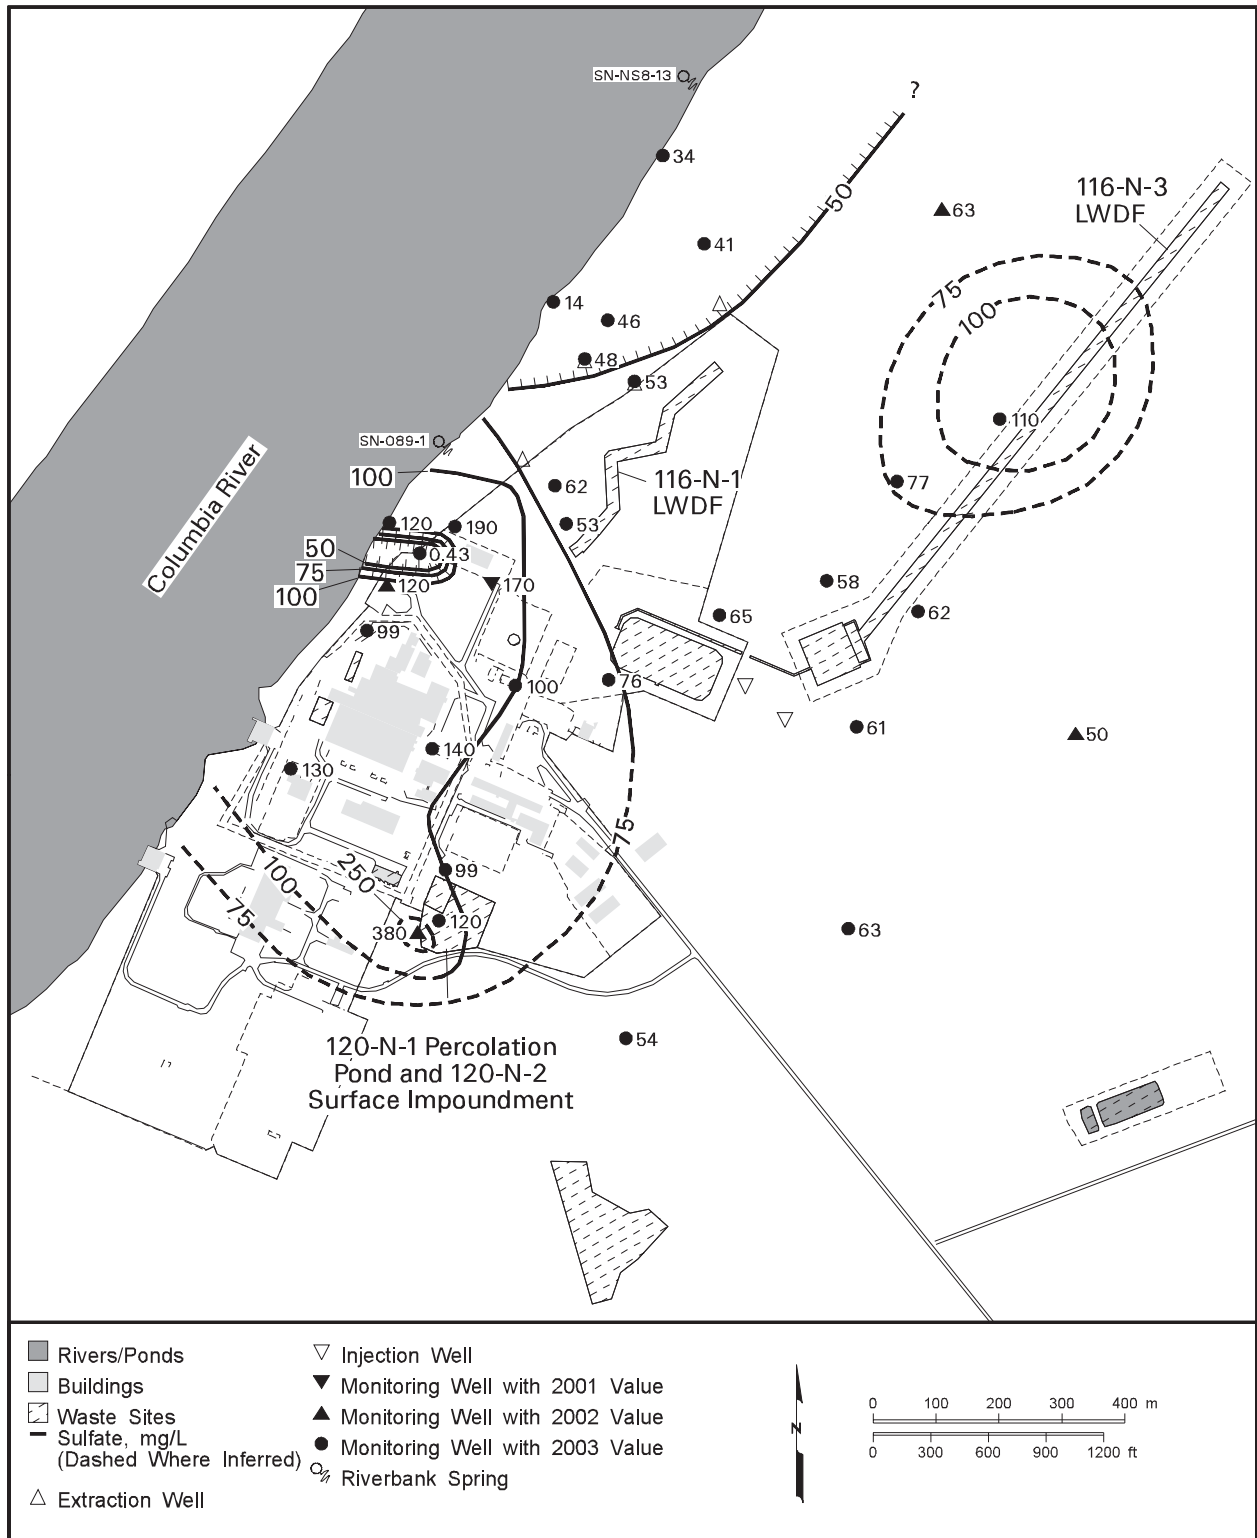 SN-NS8-13
?
34
50
116-N-3
LWDF
63
41
75
14
46
100
48
53
110
SN-089-1
100
62
116-N-1
LWDF
77
Columbia River
120
190
53
50
0.43
75
100
120
170
58
65
62
99
100
76
61
50
140
130
75
250
100
99
75
380
120
63
54
120-N-1 Percolation
Pond and 120-N-2
Surface Impoundment
Rivers/Ponds
Buildings
Waste Sites
Sulfate, mg/L
(Dashed Where Inferred)
Extraction Well
Injection Well
Monitoring Well with 2001 Value
Monitoring Well with 2002 Value
Monitoring Well with 2003 Value
Riverbank Spring
N
0 100 200 300 400 m
0 300 600 900 1200 ft